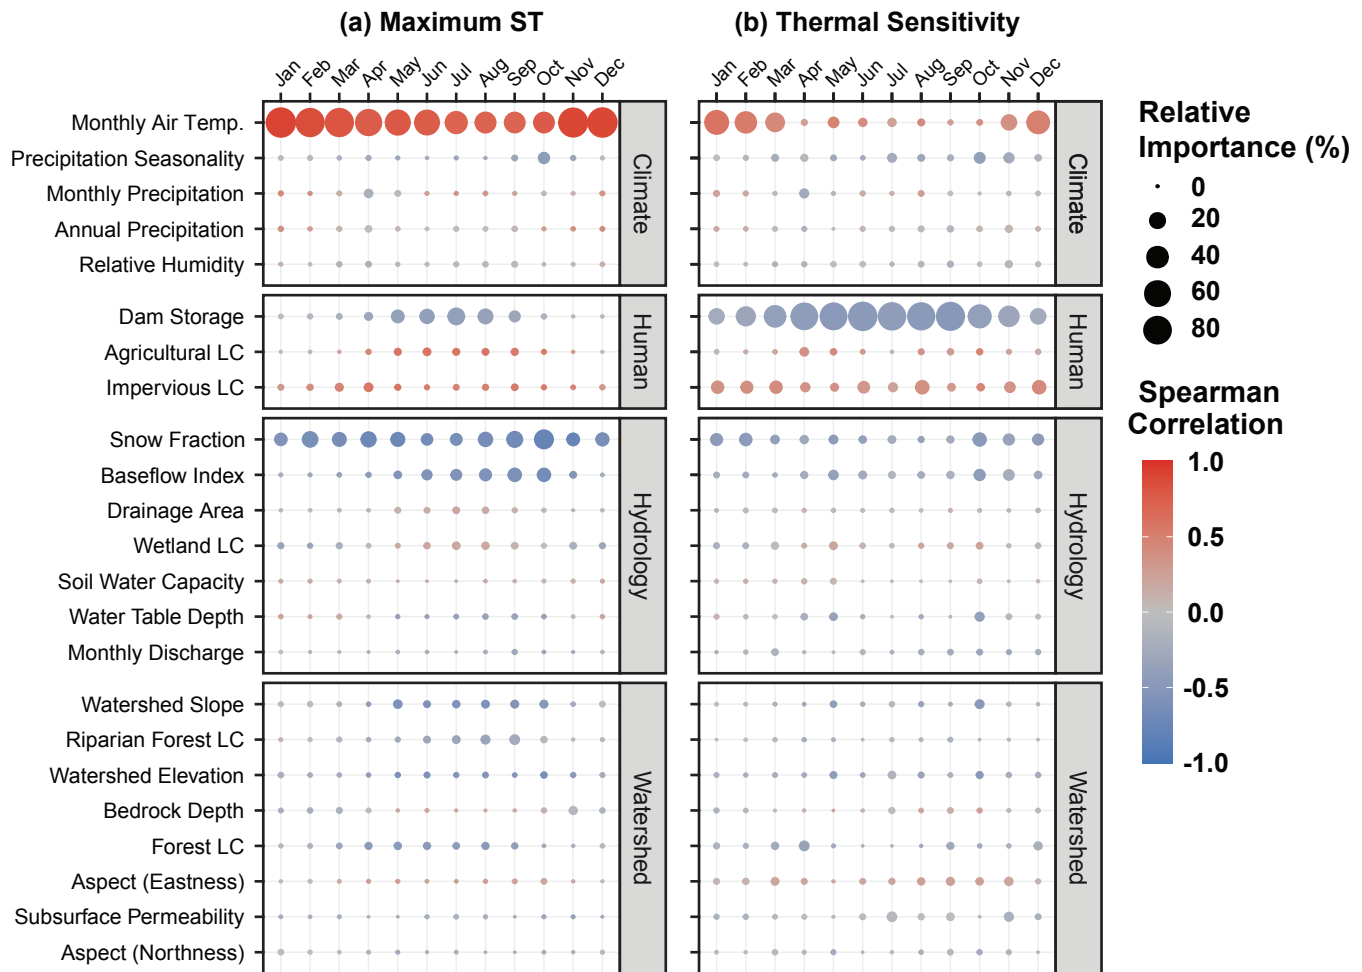 (a) Maximum ST
(b) Thermal Sensitivity
Jan Feb Mar Apr May Jun Jul Aug Sep Oct Nov Dec
Jan Feb Mar Apr May Jun Jul Aug Sep Oct Nov Dec
Monthly Air Temp.
Precipitation Seasonality
Monthly Precipitation
Annual Precipitation
Relative Humidity
Climate
Climate
Dam Storage
Agricultural LC
Impervious LC
Human
Human
Snow Fraction
Baseflow Index
Drainage Area
Wetland LC
Soil Water Capacity
Water Table Depth
Monthly Discharge
Hydrology
Hydrology
Watershed Slope
Riparian Forest LC
Watershed Elevation
Bedrock Depth
Forest LC
Aspect (Eastness)
Subsurface Permeability
Aspect (Northness)
Watershed
Watershed
Relative
Importance (%)
0
20
40
60
80
Spearman
Correlation
1.0
0.5
0.0
-0.5
-1.0